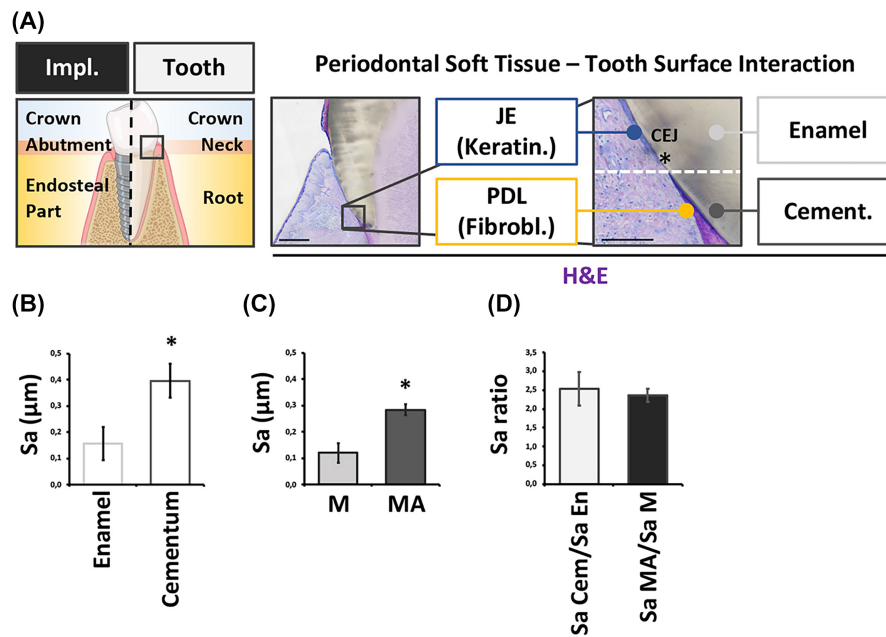 (A)
Impl.
Tooth
Periodontal Soft Tissue – Tooth Surface Interaction
Crown
Abutment
Endosteal
Part
Crown
Neck
Root
JE
(Keratin.)
PDL
(Fibrobl.)
CEJ
*
Enamel
Cement.
H&E
(B)
Sa (µm)
0,5
0,4
0,3
0,2
0,1
0,0
*
Enamel
Cementum
(C)
Sa (µm)
0,5
0,4
0,3
0,2
0,1
0,0
*
M
MA
(D)
Sa ratio
3,5
3,0
2,5
2,0
1,5
1,0
0,5
0,0
Sa Cem/Sa En
Sa MA/Sa M